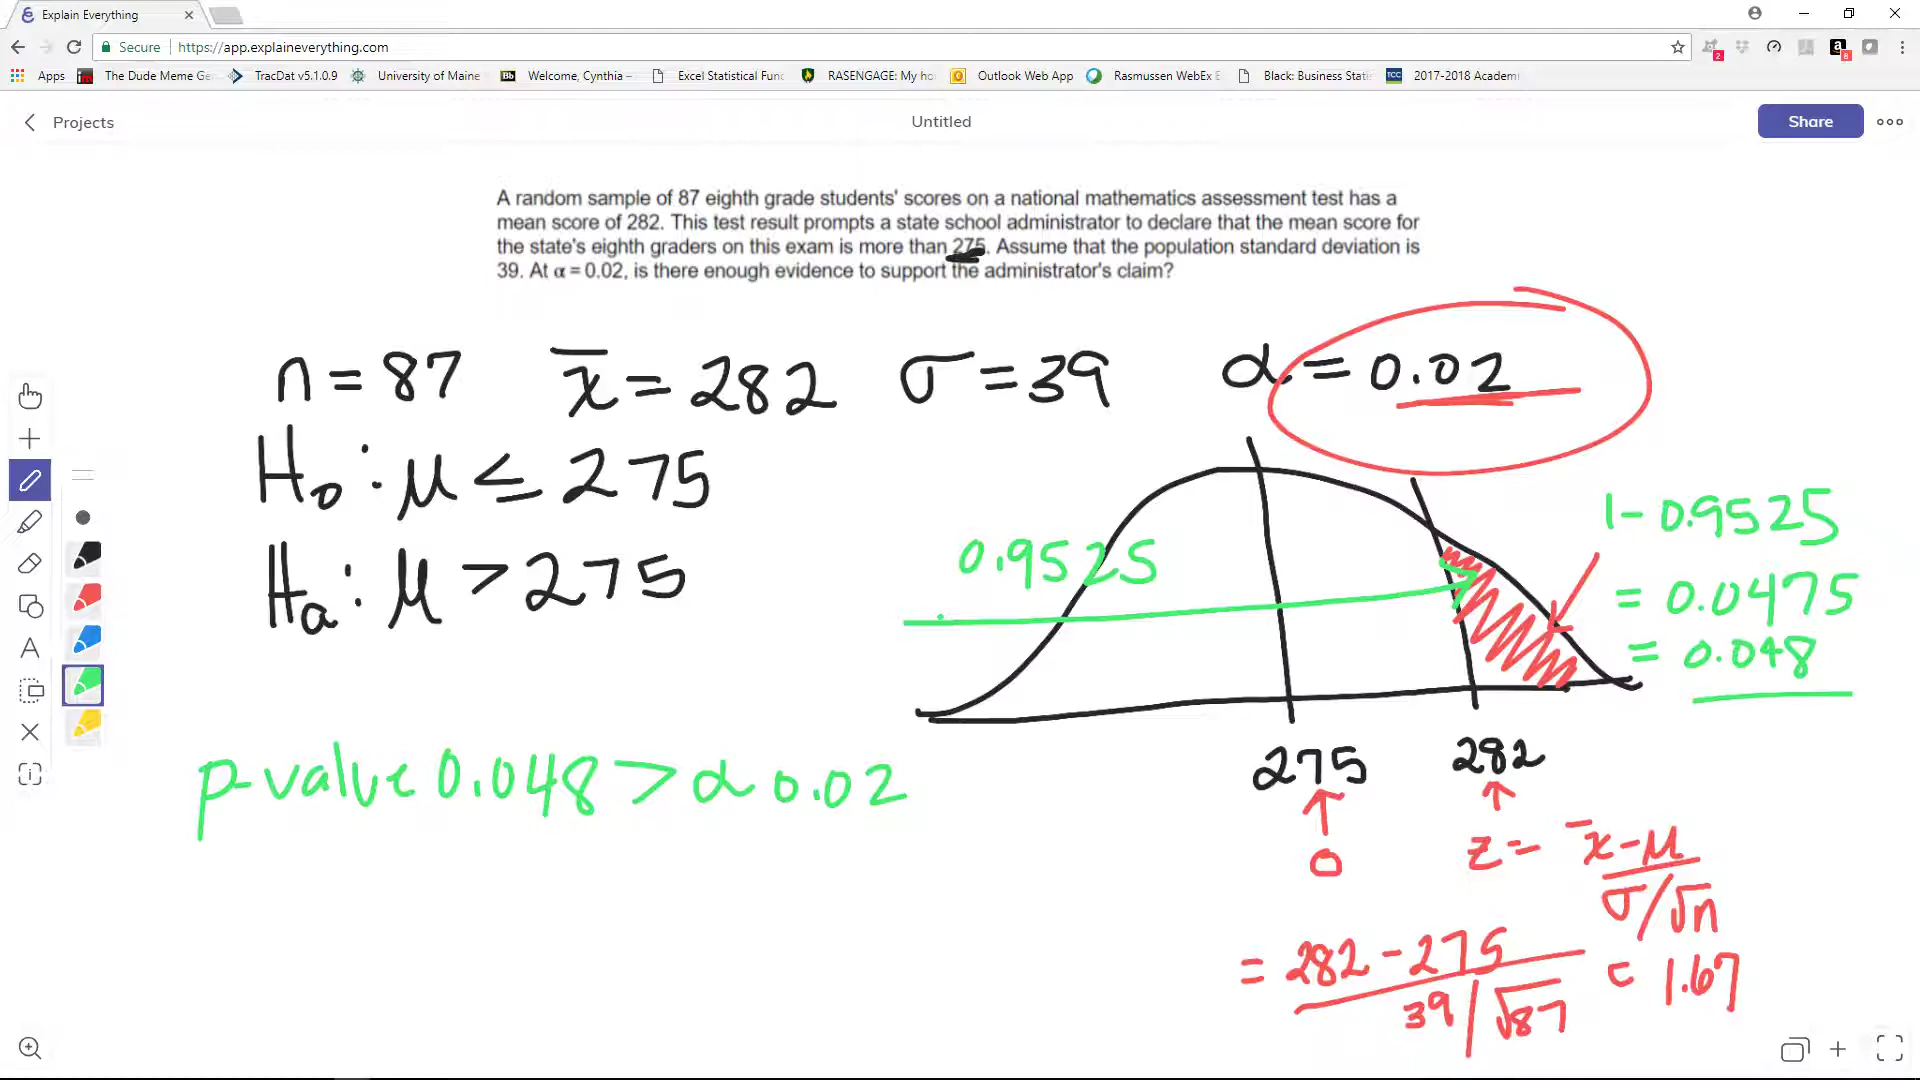 Explain Everything
Secure https://app.explaineverything.com
Apps The Dude Meme Ge TracDat v5.1.0.9 University of Maine Welcome, Cynthia – Excel Statistical Func RASENGAGE: My ho Outlook Web App Rasmussen WebEx E Black: Business Stati 2017-2018 Academ
Projects
Untitled
Share
A random sample of 87 eighth grade students' scores on a national mathematics assessment test has a
mean score of 282. This test result prompts a state school administrator to declare that the mean score for
the state's eighth graders on this exam is more than 275. Assume that the population standard deviation is
39. At α = 0.02, is there enough evidence to support the administrator's claim?
n = 87 x̅ = 282 σ = 39 α = 0.02
H₀ : μ ≤ 275
Hₐ : μ > 275
0.9525
1 - 0.9525
= 0.0475
= 0.048
p-value 0.048 > α 0.02
275 282
0
z = x̅ - μ
σ/√n
= 282 - 275 = 1.67
39/√87